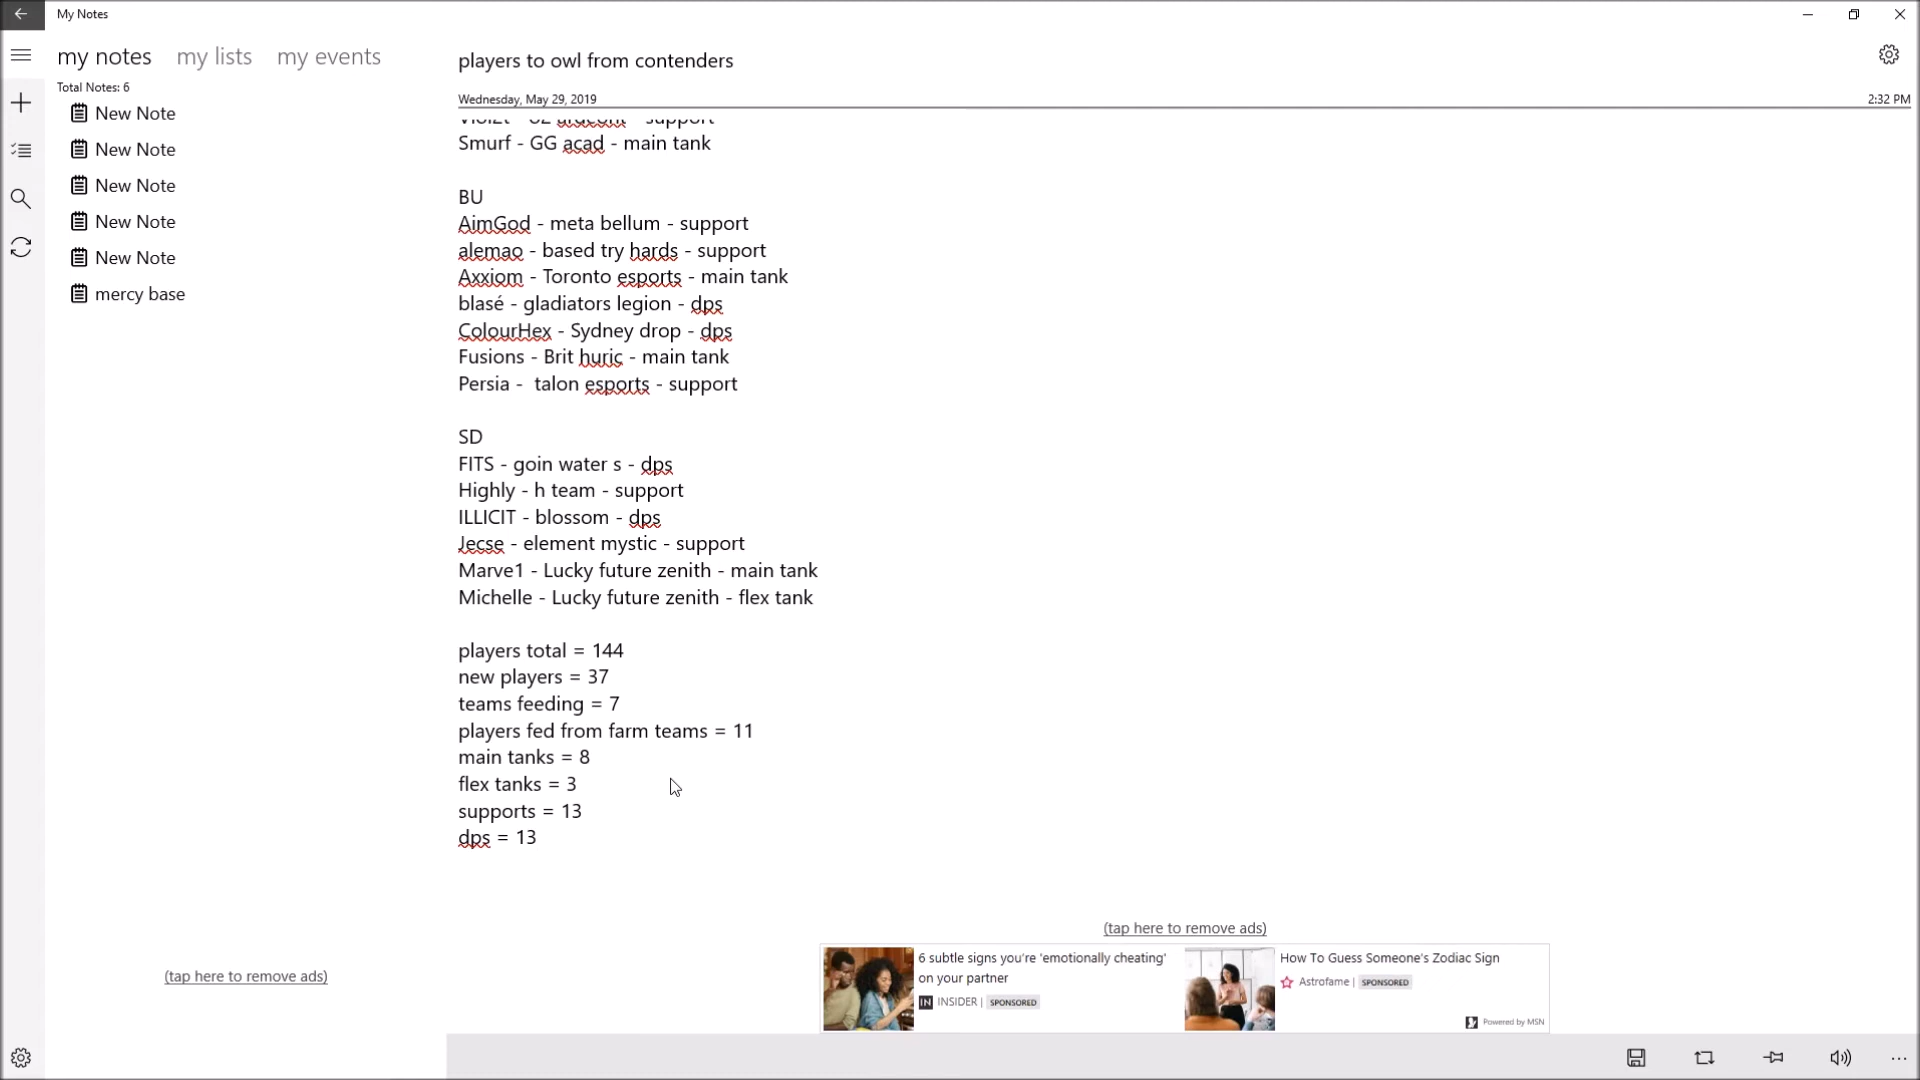 My Notes
my notes my lists my events
Total Notes: 6
New Note
New Note
New Note
New Note
New Note
mercy base
(tap here to remove ads)
players to owl from contenders
Wednesday, May 29, 2019 2:32 PM
support
Smurf - GG acad - main tank
BU
AimGod - meta bellum - support
alemao - based try hards - support
Axxiom - Toronto esports - main tank
blasé - gladiators legion - dps
ColourHex - Sydney drop - dps
Fusions - Brit huric - main tank
Persia -  talon esports - support
SD
FITS - goin water s - dps
Highly - h team - support
ILLICIT - blossom - dps
Jecse - element mystic - support
Marve1 - Lucky future zenith - main tank
Michelle - Lucky future zenith - flex tank
players total = 144
new players = 37
teams feeding = 7
players fed from farm teams = 11
main tanks = 8
flex tanks = 3
supports = 13
dps = 13
(tap here to remove ads)
6 subtle signs you're 'emotionally cheating'
on your partner
IN INSIDER | SPONSORED
How To Guess Someone's Zodiac Sign
Astrofame | SPONSORED
Powered by MSN